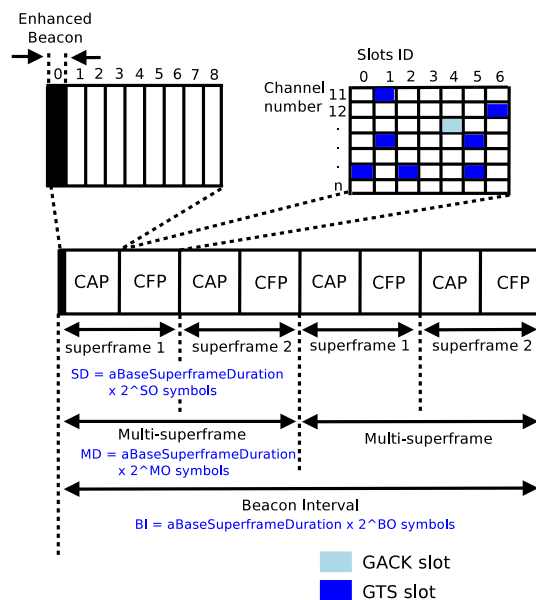 Enhanced
Beacon
0 1 2 3 4 5 6 7 8
Slots ID
0 1 2 3 4 5 6
Channel
number
11
12
.
.
.
n
CAP CFP CAP CFP CAP CFP CAP CFP
superframe 1 superframe 2 superframe 1 superframe 2
SD = aBaseSuperframeDuration
x 2^SO symbols
Multi-superframe Multi-superframe
MD = aBaseSuperframeDuration
x 2^MO symbols
Beacon Interval
BI = aBaseSuperframeDuration x 2^BO symbols
GACK slot
GTS slot